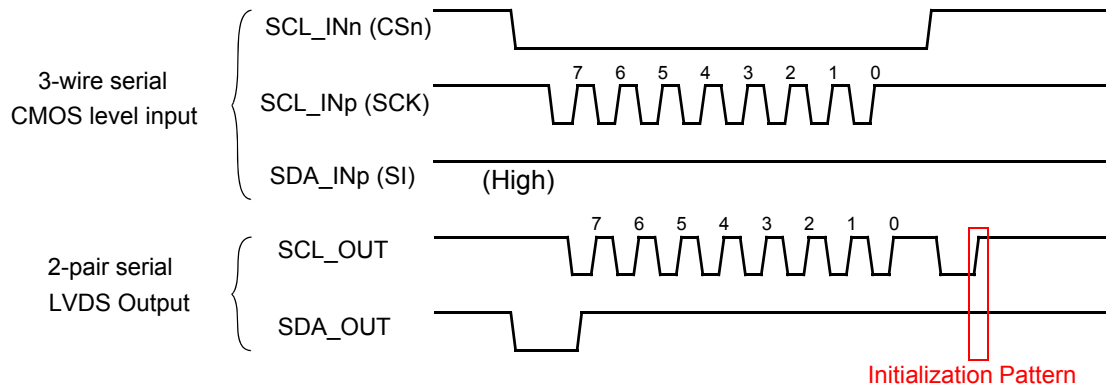 SCL_INn (CSn)
3-wire serial
CMOS level input
7 6 5 4 3 2 1 0
SCL_INp (SCK)
SDA_INp (SI)
(High)
7 6 5 4 3 2 1 0
SCL_OUT
2-pair serial
LVDS Output
SDA_OUT
Initialization Pattern